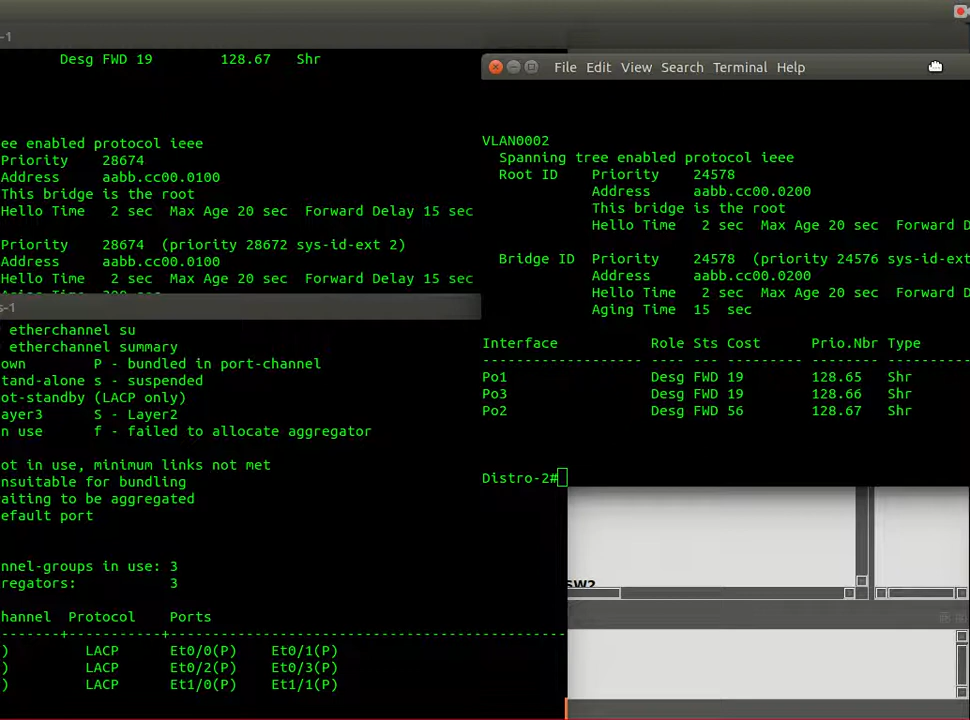 -1
Desg FWD 19 128.67 Shr
ee enabled protocol ieee
Priority 28674
Address aabb.cc00.0100
This bridge is the root
Hello Time 2 sec Max Age 20 sec Forward Delay 15 sec
Priority 28674 (priority 28672 sys-id-ext 2)
Address aabb.cc00.0100
Hello Time 2 sec Max Age 20 sec Forward Delay 15 sec
s-1
etherchannel su
etherchannel summary
own P - bundled in port-channel
tand-alone s - suspended
ot-standby (LACP only)
ayer3 S - Layer2
n use f - failed to allocate aggregator
ot in use, minimum links not met
nsuitable for bundling
aiting to be aggregated
efault port
nnel-groups in use: 3
regators: 3
hannel Protocol Ports
-------+-----------+-----------------------------------------------
) LACP Et0/0(P) Et0/1(P)
) LACP Et0/2(P) Et0/3(P)
) LACP Et1/0(P) Et1/1(P)
File Edit View Search Terminal Help
VLAN0002
Spanning tree enabled protocol ieee
Root ID Priority 24578
Address aabb.cc00.0200
This bridge is the root
Hello Time 2 sec Max Age 20 sec Forward D
Bridge ID Priority 24578 (priority 24576 sys-id-ext
Address aabb.cc00.0200
Hello Time 2 sec Max Age 20 sec Forward D
Aging Time 15 sec
Interface Role Sts Cost Prio.Nbr Type
------------------- ---- --- --------- -------- --------
Po1 Desg FWD 19 128.65 Shr
Po3 Desg FWD 19 128.66 Shr
Po2 Desg FWD 56 128.67 Shr
Distro-2#
SW2